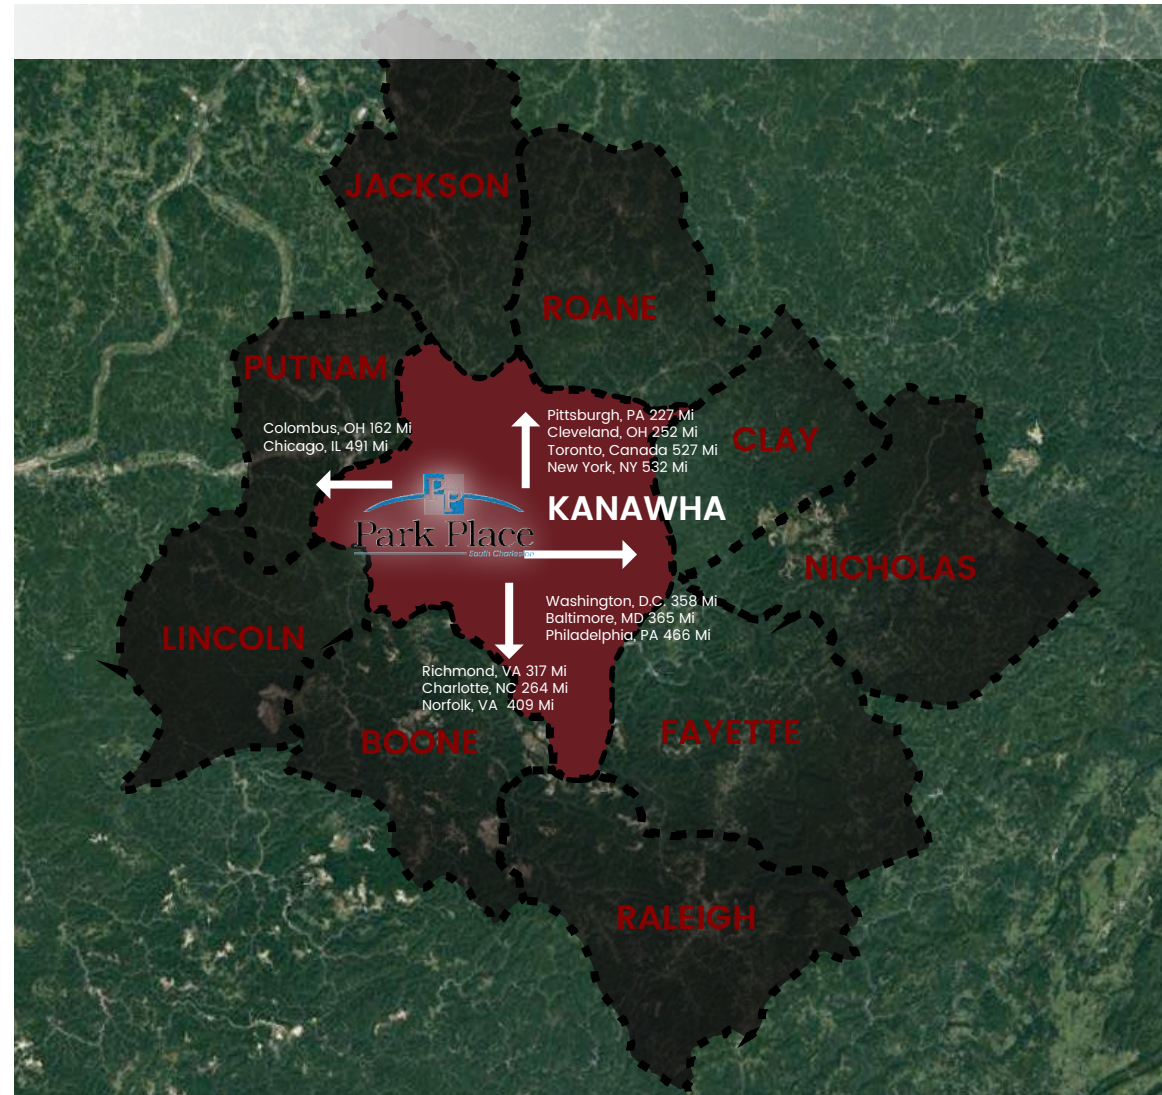 JACKSON
ROANE
PUTNAM
Colombus, OH 162 Mi
Chicago, IL 491 Mi
Pittsburgh, PA 227 Mi
Cleveland, OH 252 Mi
Toronto, Canada 527 Mi
New York, NY 532 Mi
CLAY
KANAWHA
PP
Park Place
South Charleston
NICHOLAS
Washington, D.C. 358 Mi
Baltimore, MD 365 Mi
Philadelphia, PA 466 Mi
LINCOLN
Richmond, VA 317 Mi
Charlotte, NC 264 Mi
Norfolk, VA 409 Mi
BOONE
FAYETTE
RALEIGH